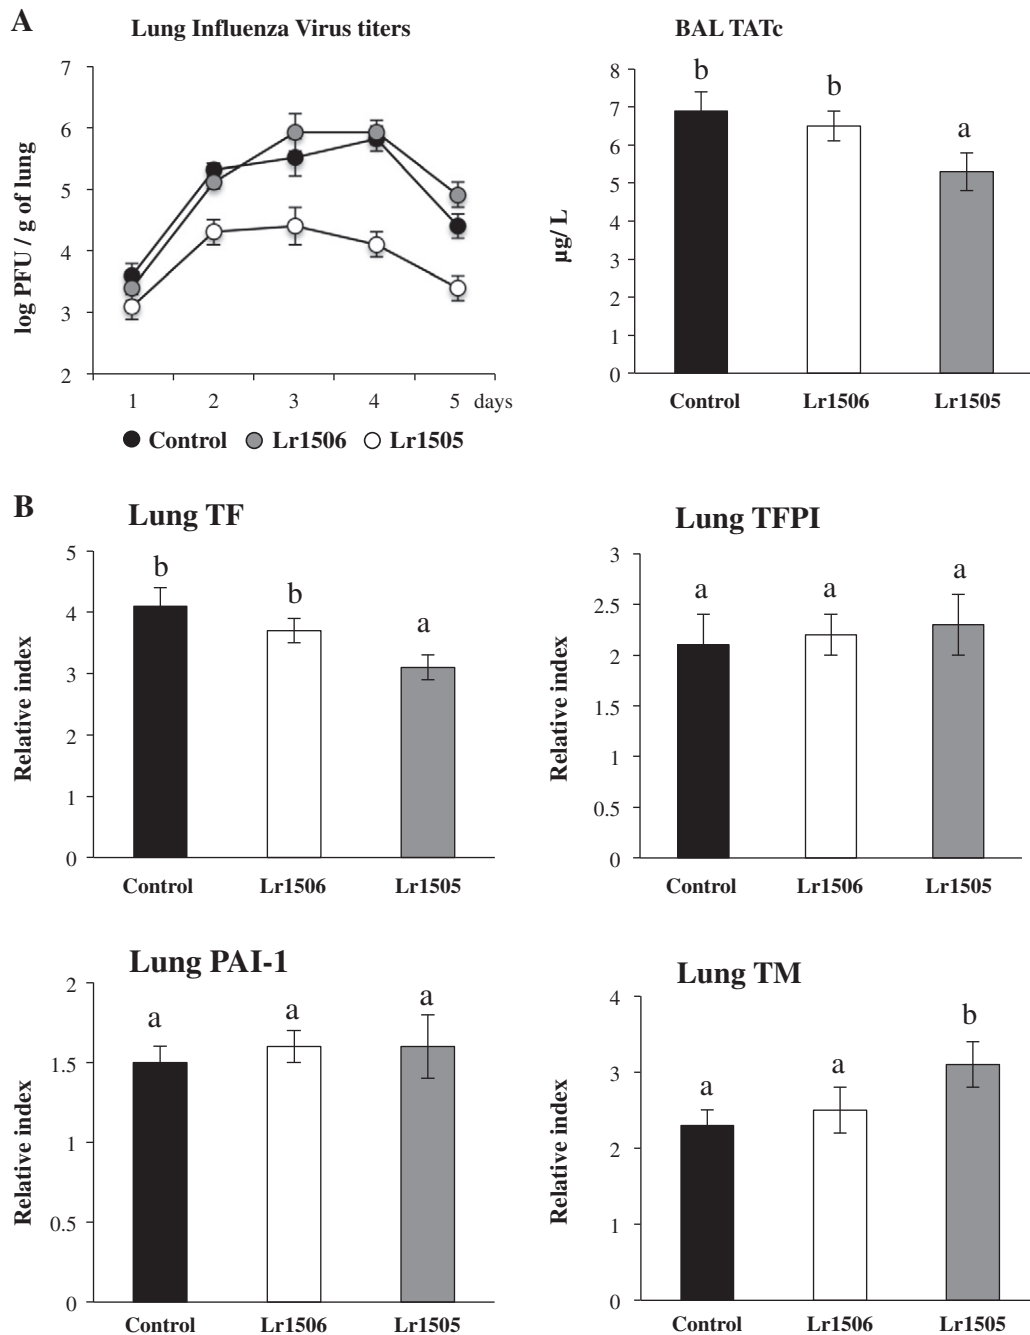 A
Lung Influenza Virus titers
log PFU / g of lung
7
6
5
4
3
2
1 2 3 4 5 days
Control Lr1506 Lr1505
BAL TATc
µg/ L
8
7
6
5
4
3
2
1
0
b b a
Control Lr1506 Lr1505
B
Lung TF
Relative index
5
4
3
2
1
0
b b a
Control Lr1506 Lr1505
Lung TFPI
Relative index
3
2.5
2
1.5
1
0.5
0
a a a
Control Lr1506 Lr1505
Lung PAI-1
Relative index
2
1.5
1
0.5
0
a a a
Control Lr1506 Lr1505
Lung TM
Relative index
4
3
2
1
0
a a b
Control Lr1506 Lr1505